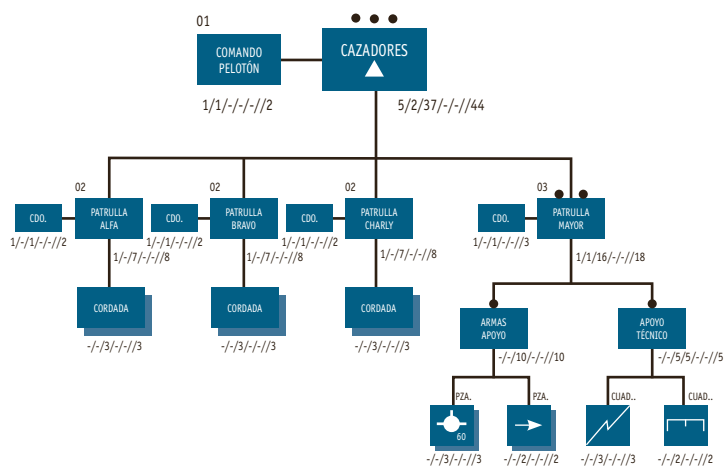 01
COMANDO
PELOTÓN
CAZADORES
1/1/-/-/-//2
5/2/37/-/-//44
02
02
02
03
CDO.
PATRULLA
ALFA
CDO.
PATRULLA
BRAVO
CDO.
PATRULLA
CHARLY
CDO.
PATRULLA
MAYOR
1/-/1/-/-//2
1/-/1/-/-//2
1/-/1/-/-//2
1/-/1/-/-//3
1/-/7/-/-//8
1/-/7/-/-//8
1/-/7/-/-//8
1/1/16/-/-//18
CORDADA
CORDADA
CORDADA
-/-/3/-/-//3
-/-/3/-/-//3
-/-/3/-/-//3
ARMAS
APOYO
APOYO
TÉCNICO
-/-/10/-/-//10
-/-/5/5/-/-//5
PZA.
PZA.
CUAD..
CUAD..
60
-/-/3/-/-//3
-/-/2/-/-//2
-/-/3/-/-//3
-/-/2/-/-//2